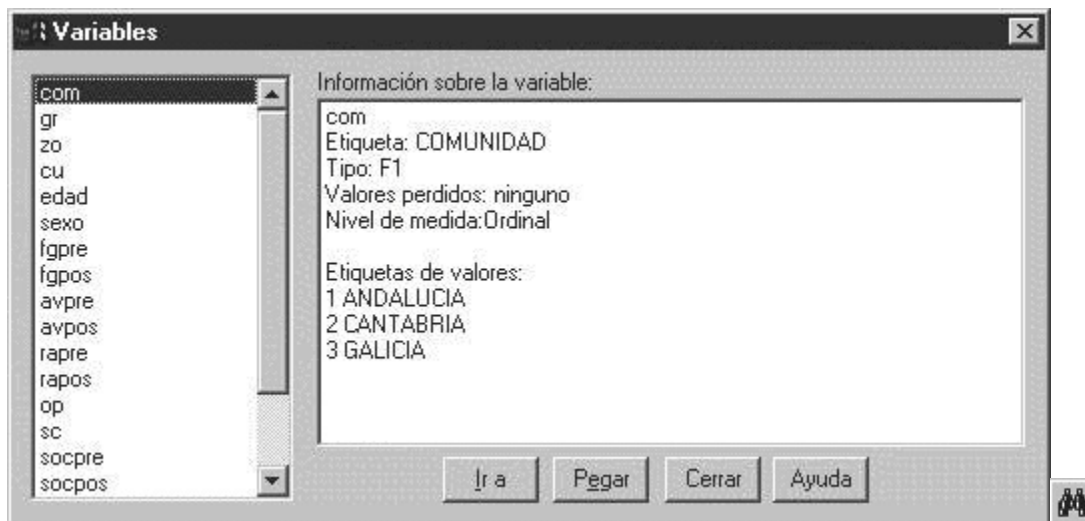 Variables
com
gr
zo
cu
edad
sexo
fgpre
fgpos
avpre
avpos
rapre
rapos
op
sc
socpre
socpos
Información sobre la variable:
com
Etiqueta: COMUNIDAD
Tipo: F1
Valores perdidos: ninguno
Nivel de medida:Ordinal
Etiquetas de valores:
1 ANDALUCIA
2 CANTABRIA
3 GALICIA
Ir a Pegar Cerrar Ayuda